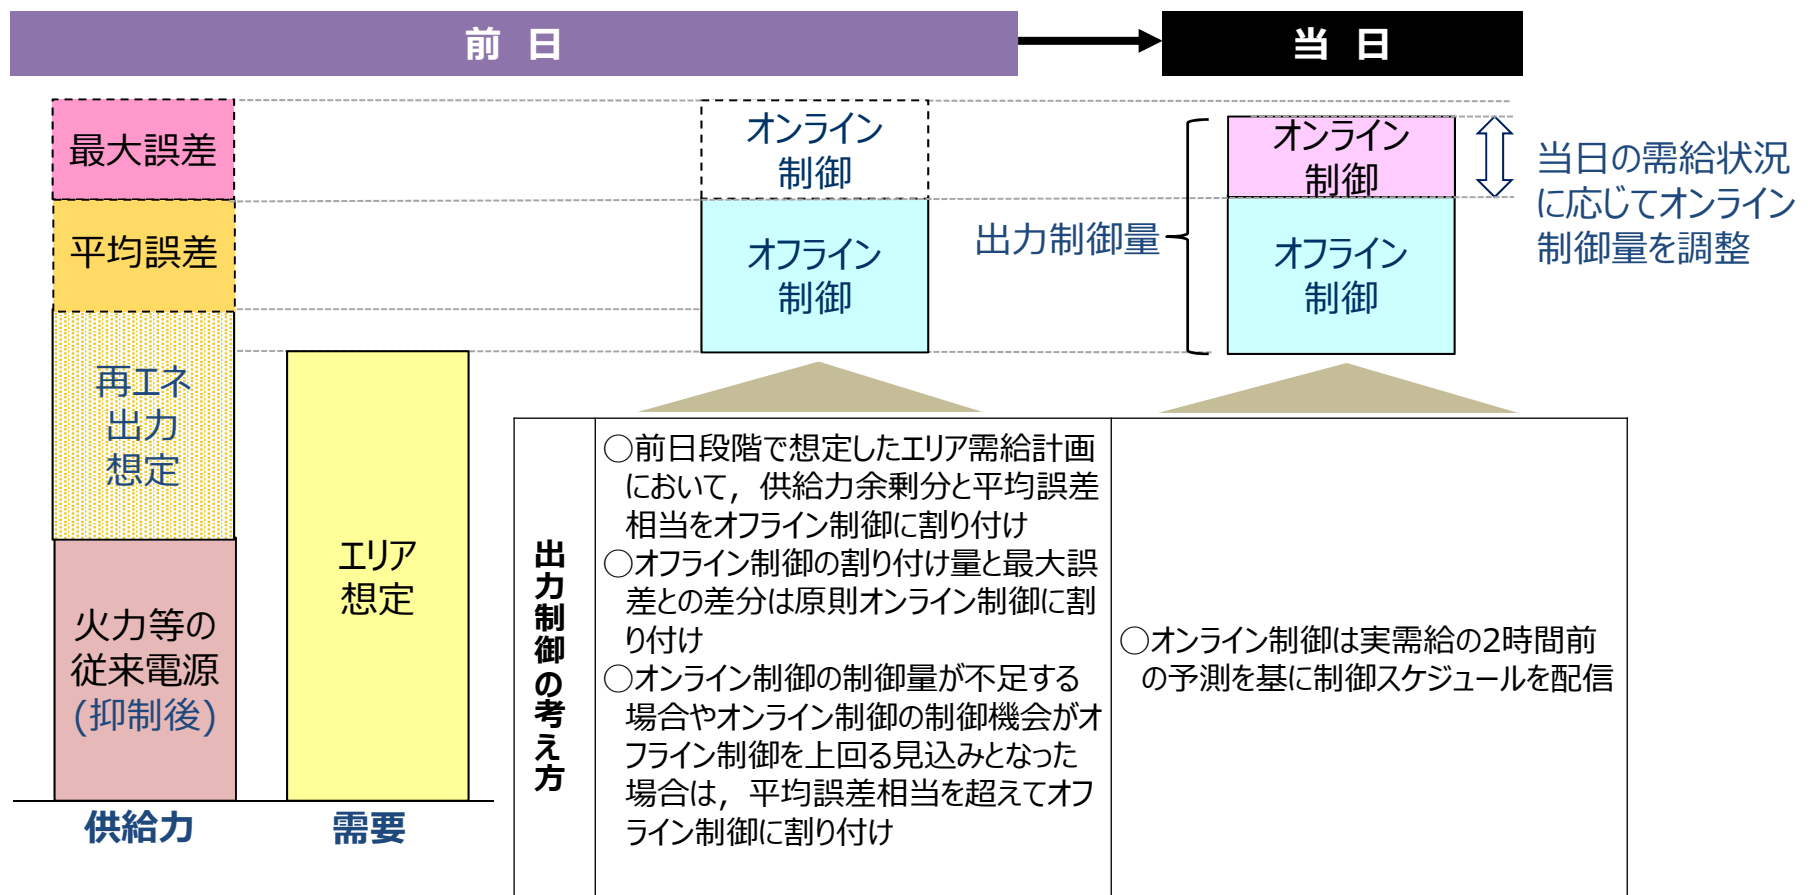 前 日
当 日
最大誤差
平均誤差
再エネ
出力
想定
火力等の
従来電源
(抑制後)
供給力
エリア
想定
需要
オンライン
制御
オフライン
制御
出力制御量
オンライン
制御
オフライン
制御
当日の需給状況
に応じてオンライン
制御量を調整
出力制御の考え方
○前日段階で想定したエリア需給計画
において，供給力余剰分と平均誤差
相当をオフライン制御に割り付け
○オフライン制御の割り付け量と最大誤
差との差分は原則オンライン制御に割
り付け
○オンライン制御の制御量が不足する
場合やオンライン制御の制御機会がオ
フライン制御を上回る見込みとなった
場合は，平均誤差相当を超えてオフ
ライン制御に割り付け
○オンライン制御は実需給の2時間前
の予測を基に制御スケジュールを配信